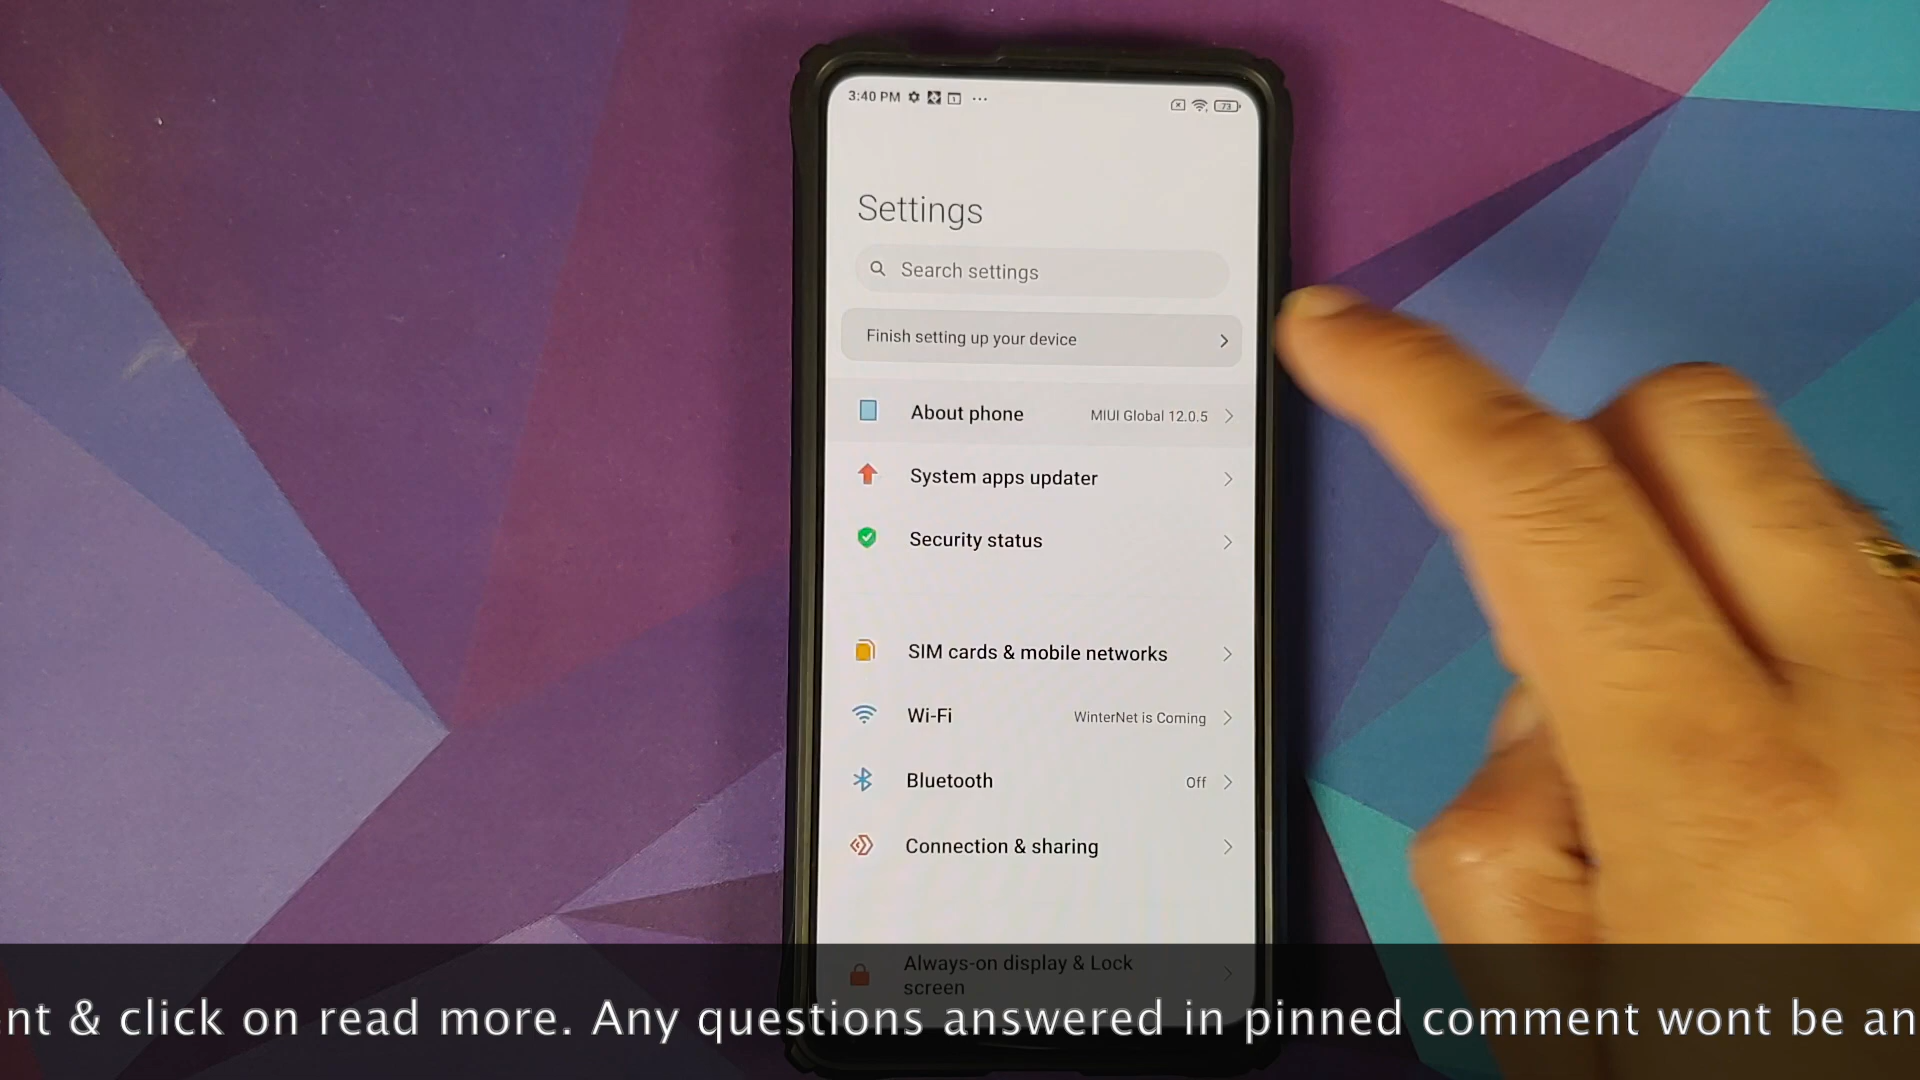 3:40 PM
73
Settings
Search settings
Finish setting up your device
About phone MIUI Global 12.0.5
System apps updater
Security status
SIM cards & mobile networks
Wi-Fi WinterNet is Coming
Bluetooth Off
Connection & sharing
Always-on display & Lock
screen
nt & click on read more. Any questions answered in pinned comment wont be an